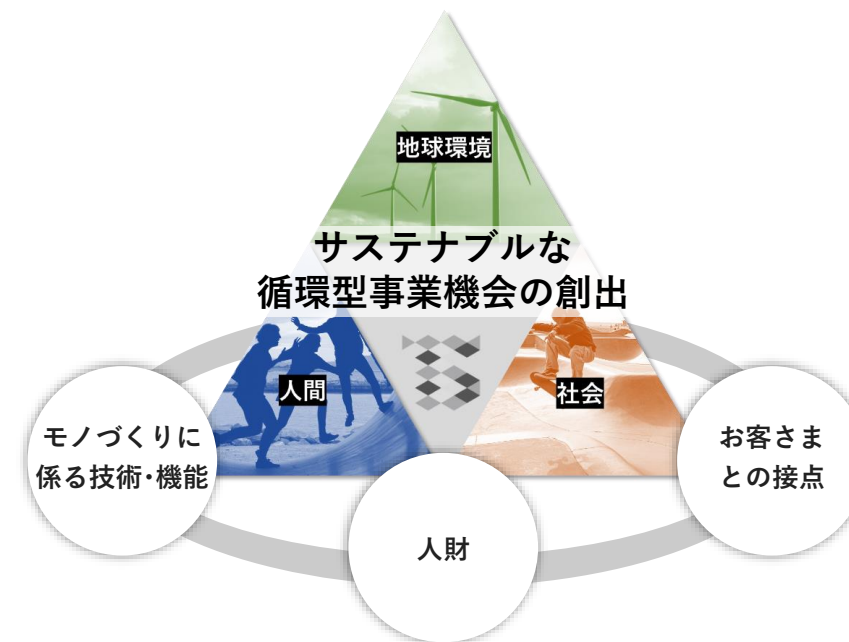 地球環境
サステナブルな
循環型事業機会の創出
人間
社会
モノづくりに
係る技術・機能
お客さま
との接点
人財